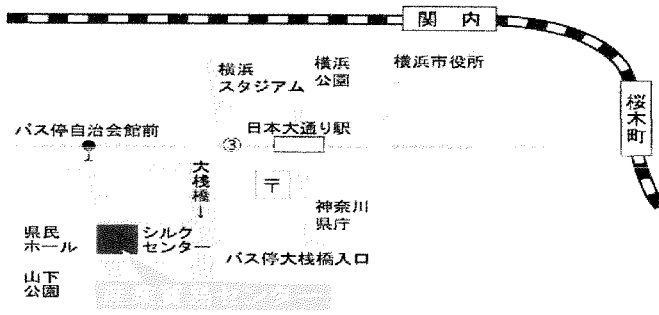 関内
横浜
スタジアム
横浜
公園
横浜市役所
桜木町
バス停自治会館前
③
日本大通り駅
大桟橋↓
〒
神奈川
県庁
県民
ホール
シルク
センター
バス停大桟橋入口
山下
公園